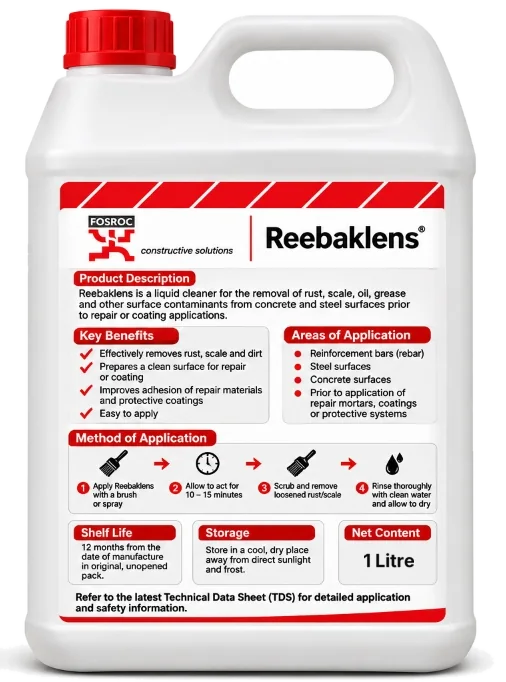 FOSROC
constructive solutions
Reebaklens®
Product Description
Reebaklens is a liquid cleaner for the removal of rust, scale, oil, grease
and other surface contaminants from concrete and steel surfaces prior
to repair or coating applications.
Key Benefits
Effectively removes rust, scale and dirt
Prepares a clean surface for repair
or coating
Improves adhesion of repair materials
and protective coatings
Easy to apply
Areas of Application
Reinforcement bars (rebar)
Steel surfaces
Concrete surfaces
Prior to application of
repair mortars, coatings
or protective systems
Method of Application
1 Apply Reebaklens
with a brush
or spray
2 Allow to act for
10 – 15 minutes
3 Scrub and remove
loosened rust/scale
4 Rinse thoroughly
with clean water
and allow to dry
Shelf Life
12 months from the
date of manufacture
in original, unopened
pack.
Storage
Store in a cool, dry place
away from direct sunlight
and frost.
Net Content
1 Litre
Refer to the latest Technical Data Sheet (TDS) for detailed application
and safety information.